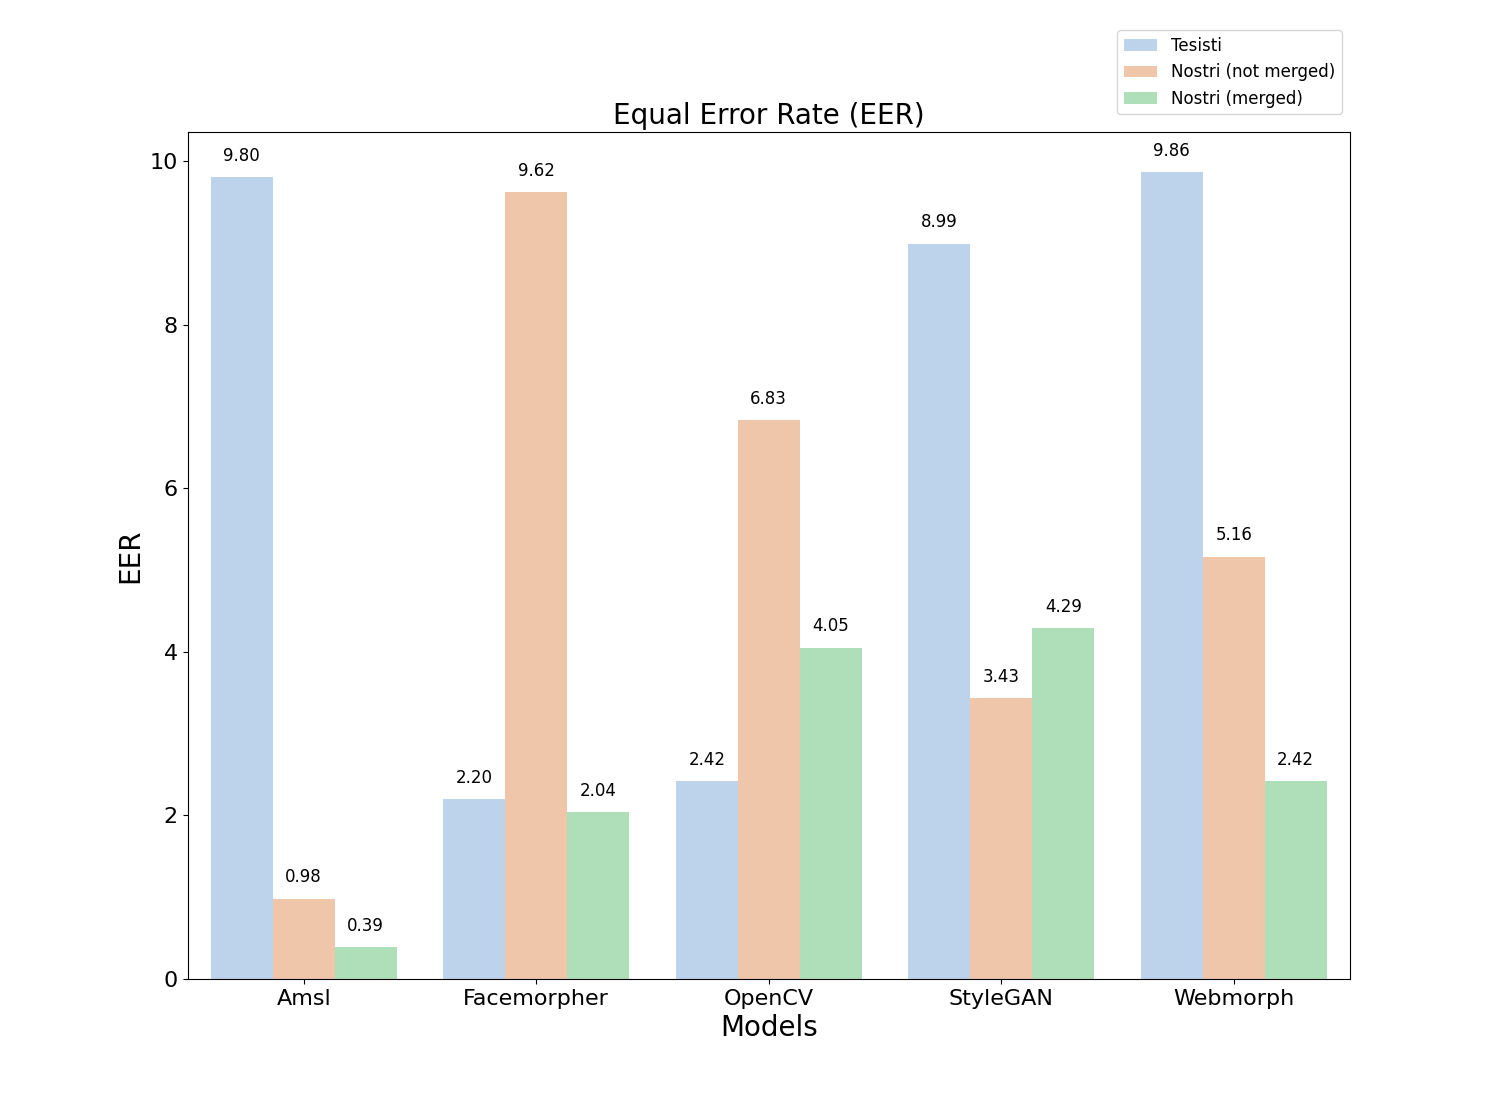 Tesisti
Nostri (not merged)
Nostri (merged)
Equal Error Rate (EER)
EER
10
8
6
4
2
0
9.80
0.98
0.39
2.20
9.62
2.04
2.42
6.83
4.05
8.99
3.43
4.29
9.86
5.16
2.42
Amsl
Facemorpher
OpenCV
StyleGAN
Webmorph
Models